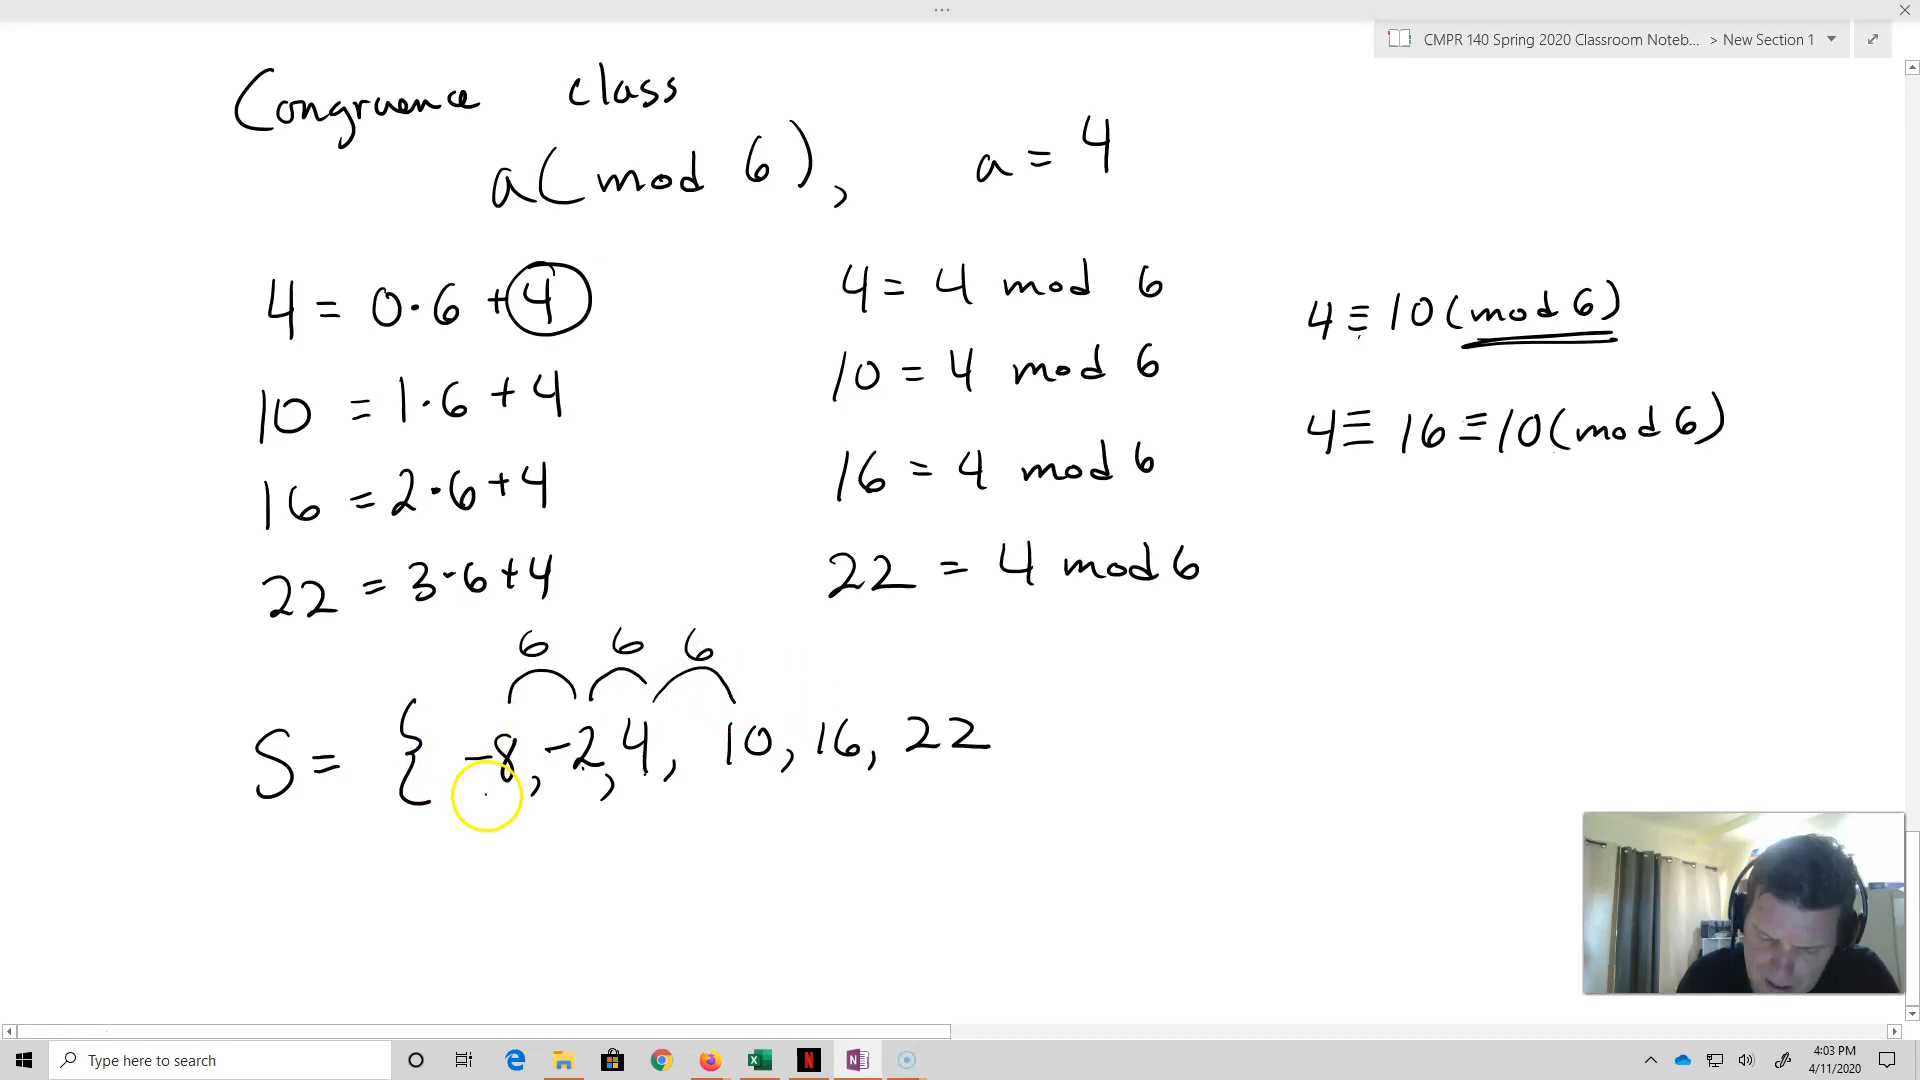 CMPR 140 Spring 2020 Classroom Noteb... > New Section 1
Congruence class
a(mod 6), a = 4
4 = 0·6 + 4
10 = 1·6 + 4
16 = 2·6+4
22 = 3·6+4
4 = 4 mod 6
10 = 4 mod 6
16 = 4 mod 6
22 = 4 mod 6
4 ≡ 10 (mod 6)
4 ≡ 16 ≡ 10 (mod 6)
6 6 6
S = { -8, -2, 4, 10, 16, 22
Type here to search
4:03 PM
4/11/2020